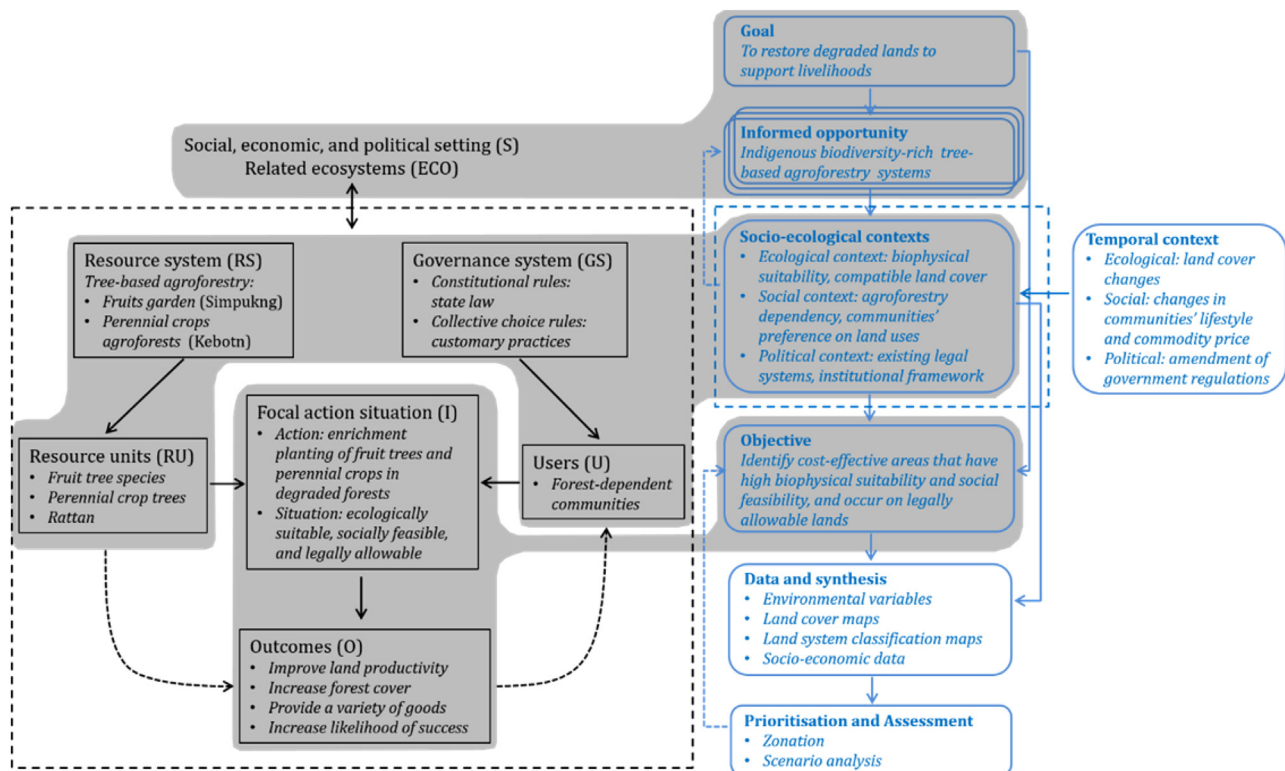 Goal
To restore degraded lands to
support livelihoods
Informed opportunity
Indigenous biodiversity-rich tree-
based agroforestry systems
Social, economic, and political setting (S)
Related ecosystems (ECO)
Resource system (RS)
Tree-based agroforestry:
• Fruits garden (Simpukng)
• Perennial crops
agroforests (Kebotn)
Governance system (GS)
• Constitutional rules:
state law
• Collective choice rules:
customary practices
Socio-ecological contexts
• Ecological context: biophysical
suitability, compatible land cover
• Social context: agroforestry
dependency, communities'
preference on land uses
• Political context: existing legal
systems, institutional framework
Temporal context
• Ecological: land cover
changes
• Social: changes in
communities' lifestyle
and commodity price
• Political: amendment of
government regulations
Focal action situation (I)
• Action: enrichment
planting of fruit trees and
perennial crops in
degraded forests
• Situation: ecologically
suitable, socially feasible,
and legally allowable
Resource units (RU)
• Fruit tree species
• Perennial crop trees
• Rattan
Users (U)
• Forest-dependent
communities
Objective
Identify cost-effective areas that have
high biophysical suitability and social
feasibility, and occur on legally
allowable lands
Data and synthesis
• Environmental variables
• Land cover maps
• Land system classification maps
• Socio-economic data
Outcomes (O)
• Improve land productivity
• Increase forest cover
• Provide a variety of goods
• Increase likelihood of success
Prioritisation and Assessment
• Zonation
• Scenario analysis